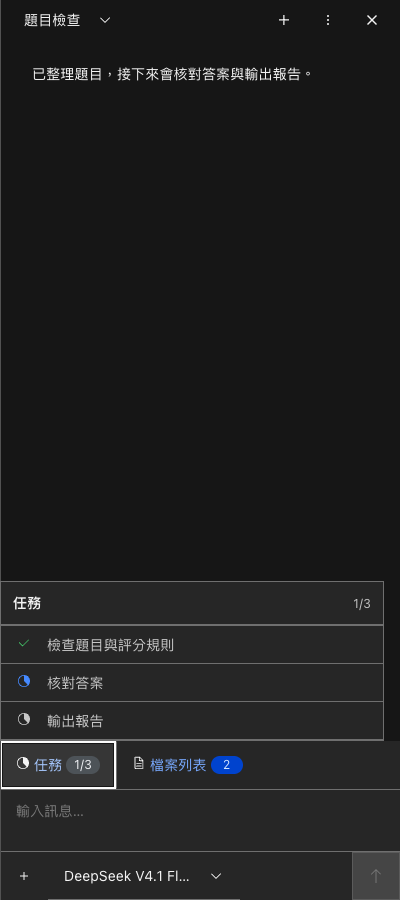 題目檢查
已整理題目，接下來會核對答案與輸出報告。
任務 1/3
檢查題目與評分規則
核對答案
輸出報告
任務 1/3 檔案列表 2
輸入訊息...
DeepSeek V4.1 Fl...